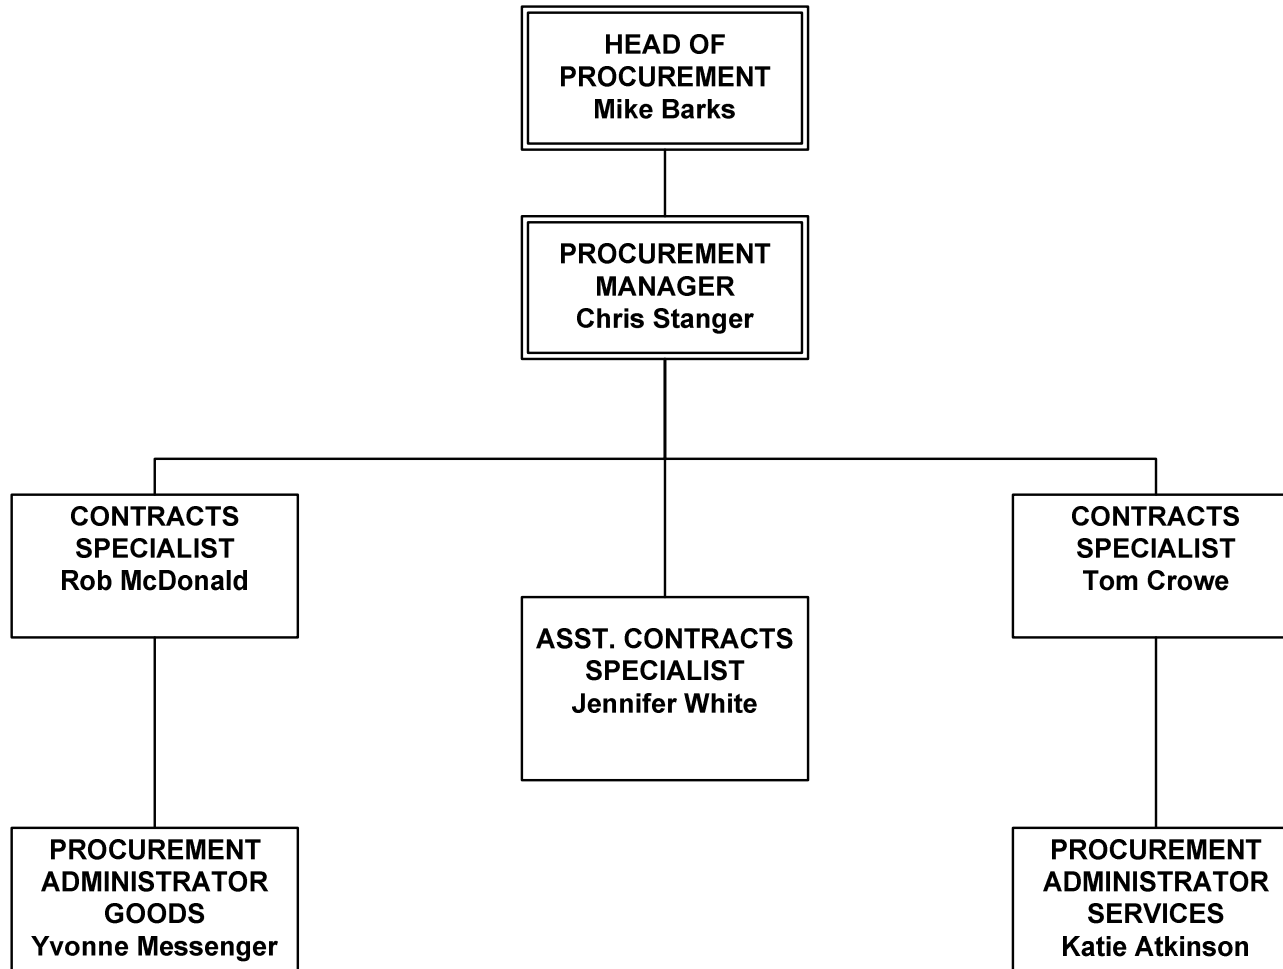 HEAD OF
PROCUREMENT
Mike Barks
PROCUREMENT
MANAGER
Chris Stanger
CONTRACTS
SPECIALIST
Rob McDonald
ASST. CONTRACTS
SPECIALIST
Jennifer White
CONTRACTS
SPECIALIST
Tom Crowe
PROCUREMENT
ADMINISTRATOR
GOODS
Yvonne Messenger
PROCUREMENT
ADMINISTRATOR
SERVICES
Katie Atkinson